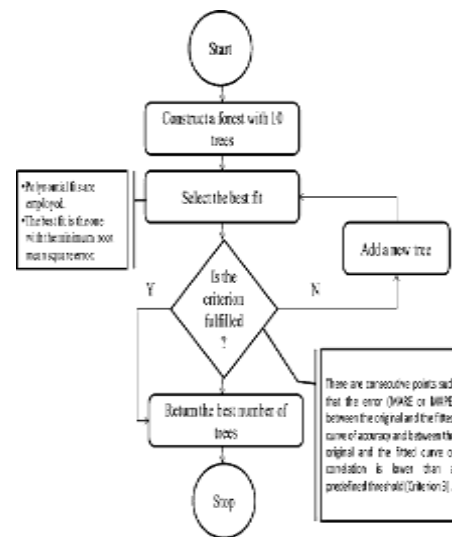 Start
Construct a forest with 10
trees
•Polynomial fits are
employed.
•The best fit is the one
with the minimum root
mean square error.
Select the best fit
Add a new tree
Is the
criterion
fulfilled
?
Y
N
Return the best number of
trees
There are consecutive points such
that the error (MARE or MAPE
between the original and the fitted
curve of accuracy and between the
original and the fitted curve o
correlation is lower than a
predefined threshold (Criterion 3).
Stop